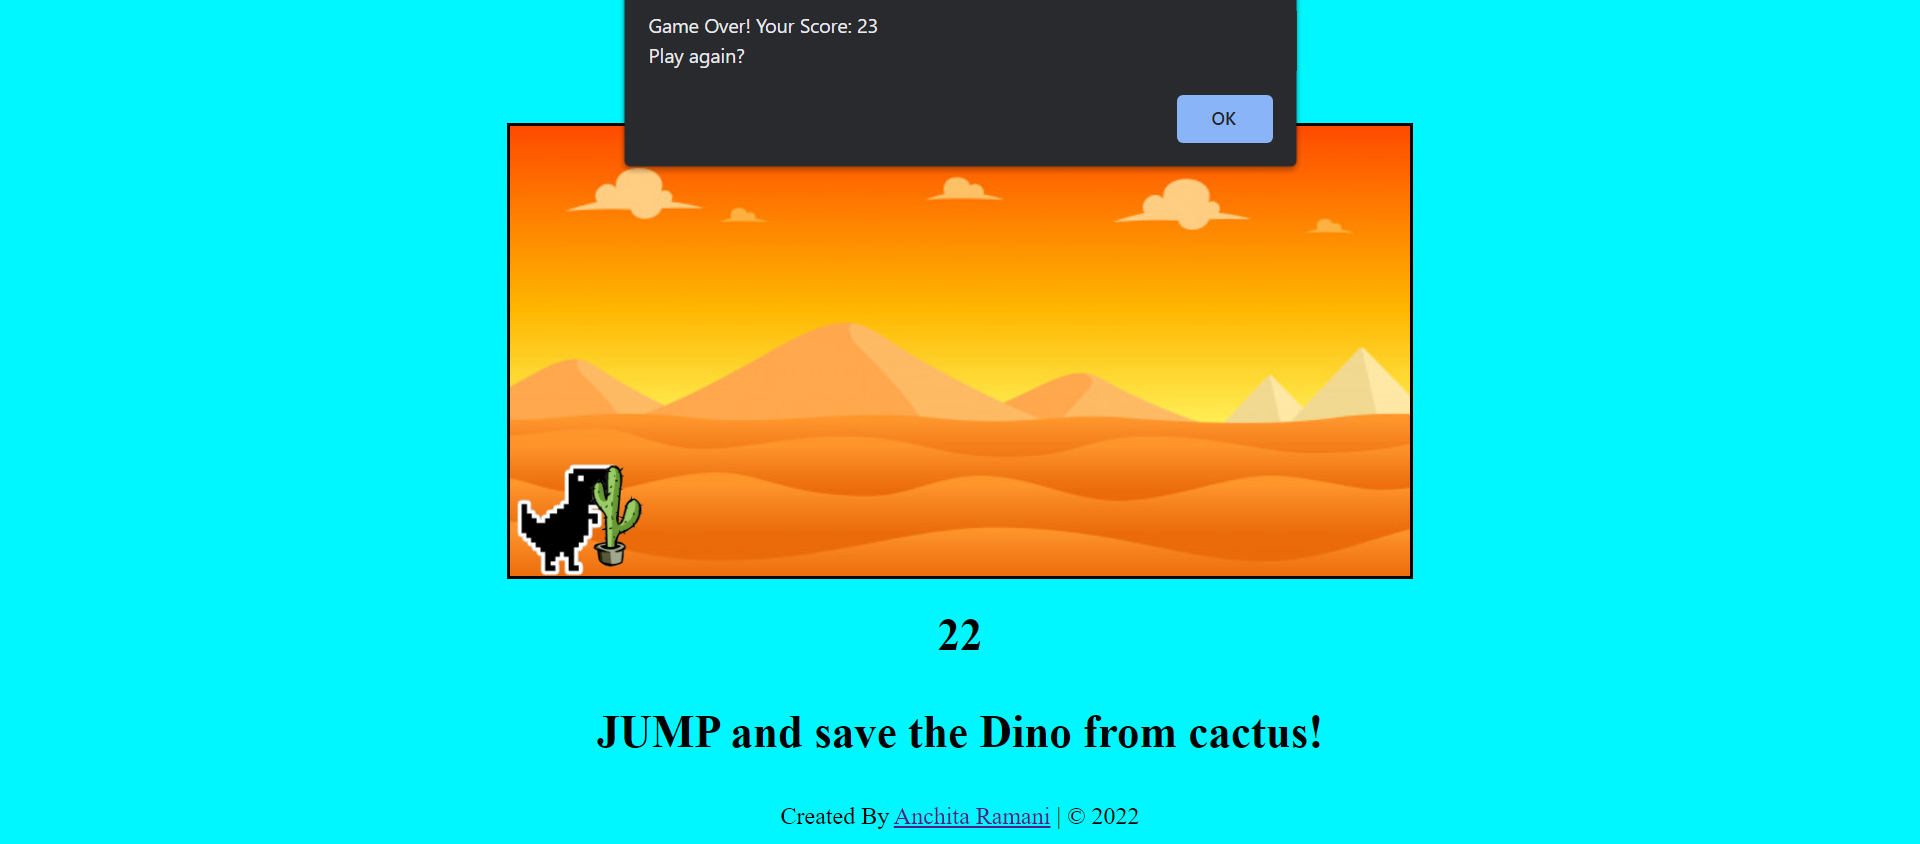 Game Over! Your Score: 23
Play again?
OK
22
JUMP and save the Dino from cactus!
Created By Anchita Ramani | © 2022